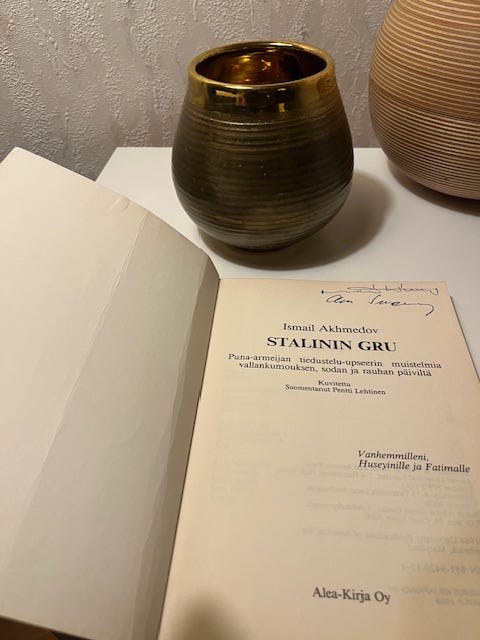 Ismail Akhmedov
STALININ GRU
Puna-armeijan tiedustelu-upseerin muistelmia
vallankumouksen, sodan ja rauhan päiviltä
Kuvitettu
Suomentanut Pentti Lehtinen
Vanhemmilleni,
Huseyinille ja Fatimalle
Alea-Kirja Oy